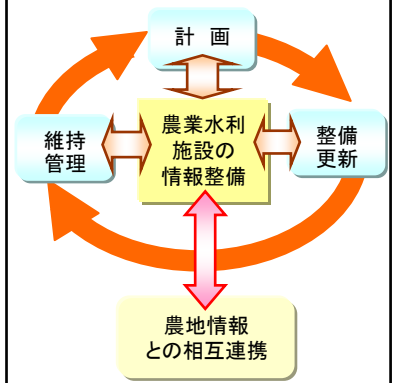 計 画
農業水利
施設の
情報整備
維持
管理
整備
更新
農地情報
との相互連携